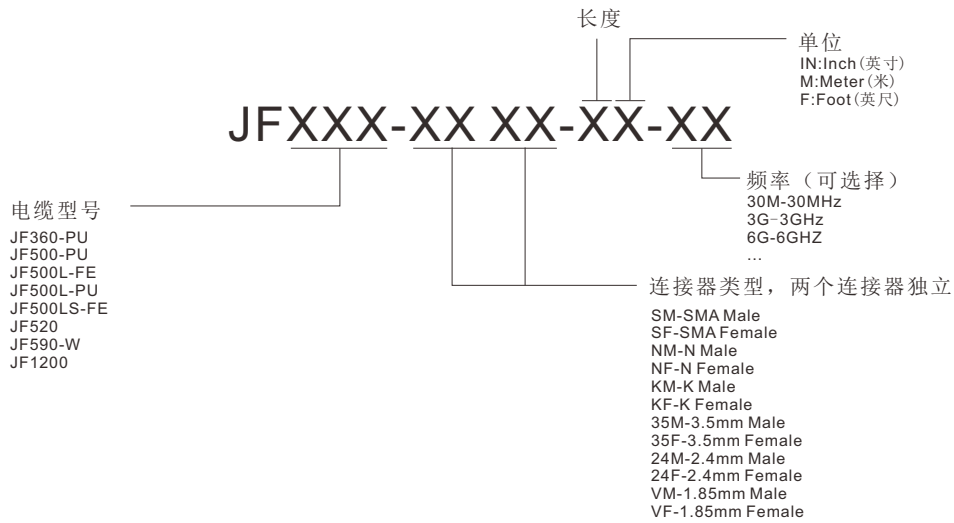 长度
单位
IN:Inch(英寸)
M:Meter(米)
F:Foot(英尺)
JFXXX-XX XX-XX-XX
频率（可选择）
30M-30MHz
3G-3GHz
6G-6GHZ
...
电缆型号
JF360-PU
JF500-PU
JF500L-FE
JF500L-PU
JF500LS-FE
JF520
JF590-W
JF1200
连接器类型，两个连接器独立
SM-SMA Male
SF-SMA Female
NM-N Male
NF-N Female
KM-K Male
KF-K Female
35M-3.5mm Male
35F-3.5mm Female
24M-2.4mm Male
24F-2.4mm Female
VM-1.85mm Male
VF-1.85mm Female